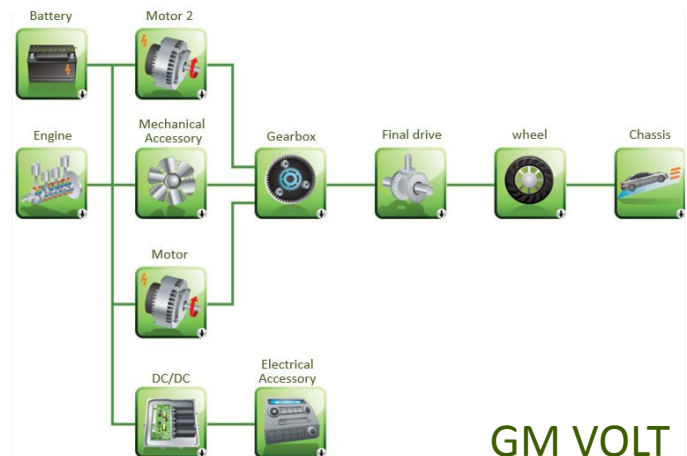 Battery
Motor 2
Engine
Mechanical
Accessory
Gearbox
Final drive
wheel
Chassis
Motor
DC/DC
Electrical
Accessory
GM VOLT